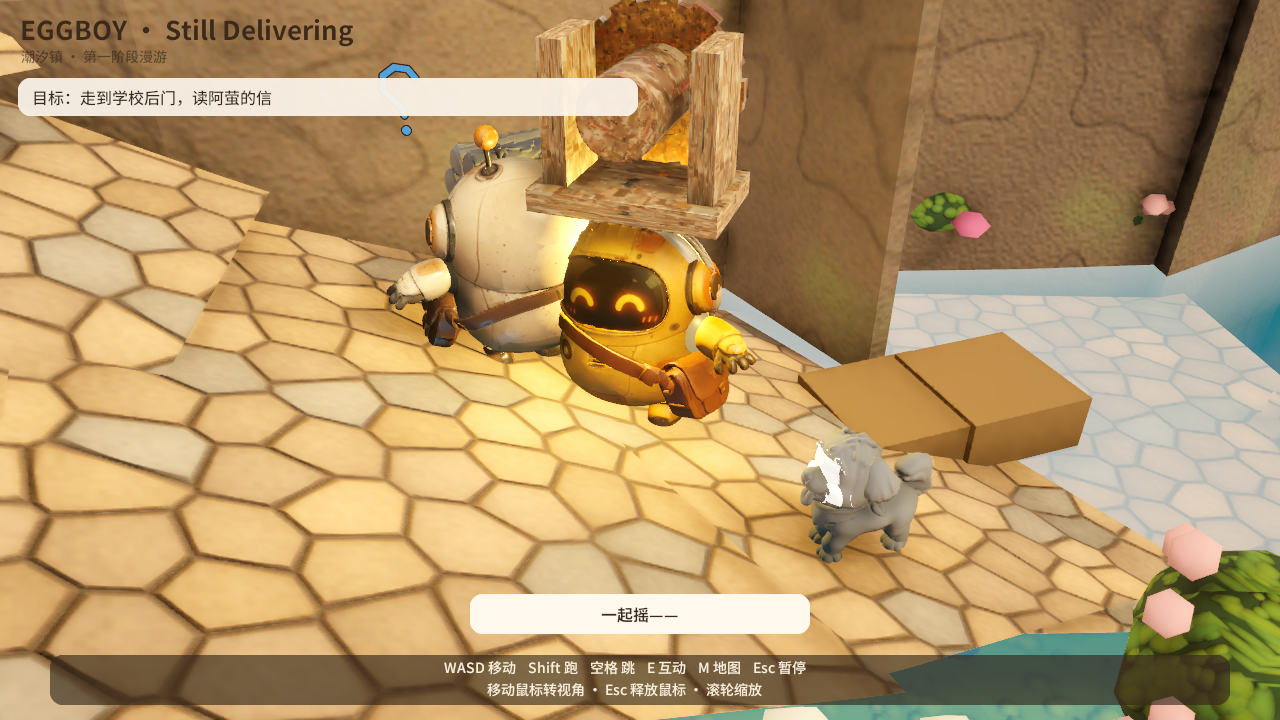 EGGBOY · Still Delivering
潮汐镇 · 第一阶段漫游
目标：走到学校后门，读阿萤的信
一起摇——
WASD 移动 Shift 跑 空格 跳 E 互动 M 地图 Esc 暂停
移动鼠标转视角 · Esc 释放鼠标 · 滚轮缩放